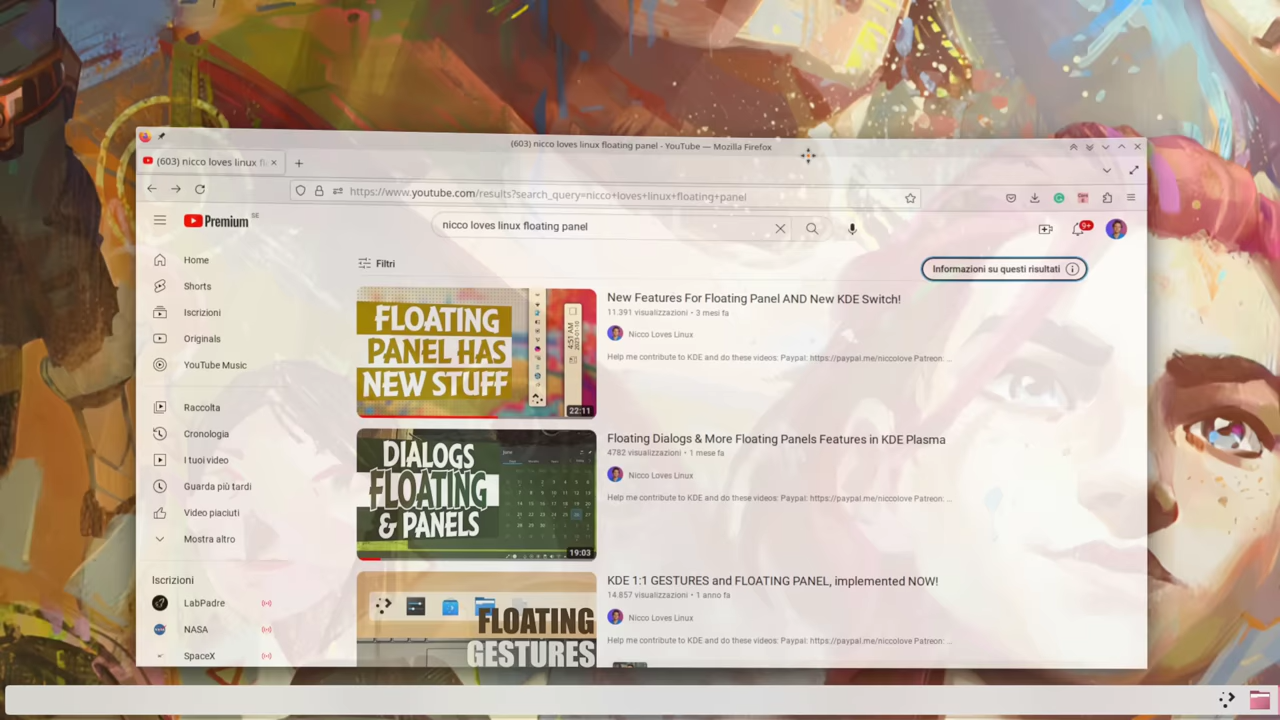 (603) nicco loves linux floating panel - YouTube — Mozilla Firefox
(603) nicco loves linux fl
https://www.youtube.com/results?search_query=nicco+loves+linux+floating+panel
Premium SE
nicco loves linux floating panel
9+
Home
Shorts
Iscrizioni
Originals
YouTube Music
Raccolta
Cronologia
I tuoi video
Guarda più tardi
Video piaciuti
Mostra altro
Iscrizioni
LabPadre
NASA
SpaceX
Filtri
Informazioni su questi risultati
FLOATING
PANEL HAS
NEW STUFF
4:51 AM
22:11
New Features For Floating Panel AND New KDE Switch!
11.391 visualizzazioni • 3 mesi fa
Nicco Loves Linux
Help me contribute to KDE and do these videos: Paypal: https://paypal.me/niccolove Patreon: ...
DIALOGS
FLOATING
& PANELS
June
19:03
Floating Dialogs & More Floating Panels Features in KDE Plasma
4782 visualizzazioni • 1 mese fa
Nicco Loves Linux
Help me contribute to KDE and do these videos: Paypal: https://paypal.me/niccolove Patreon: ...
FLOATING
GESTURES
KDE 1:1 GESTURES and FLOATING PANEL, implemented NOW!
14.857 visualizzazioni • 1 anno fa
Nicco Loves Linux
Help me contribute to KDE and do these videos: Paypal: https://paypal.me/niccolove Patreon: ...